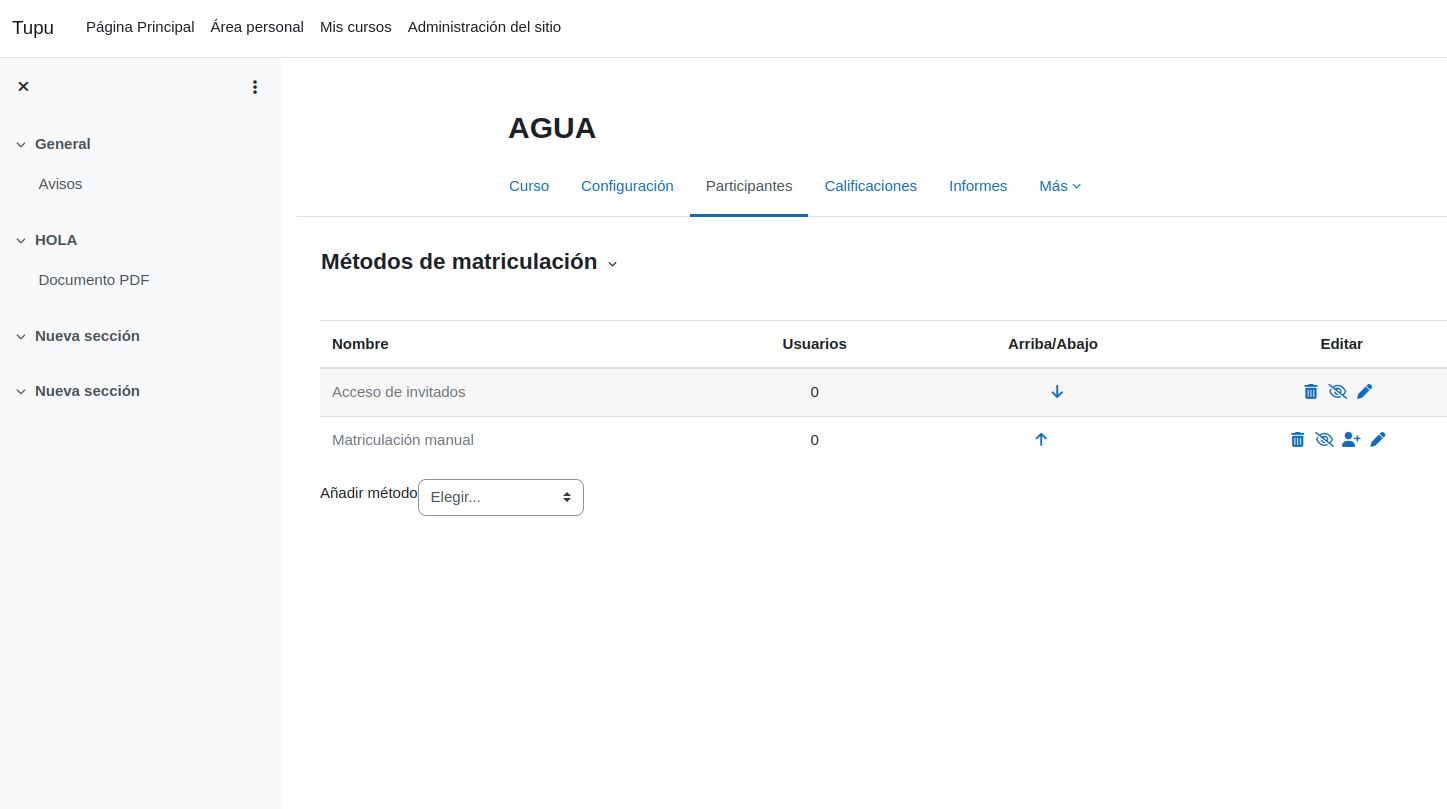 Tupu Página Principal Área personal Mis cursos Administración del sitio
General
Avisos
HOLA
Documento PDF
Nueva sección
Nueva sección
AGUA
Curso Configuración Participantes Calificaciones Informes Más
Métodos de matriculación
Nombre Usuarios Arriba/Abajo Editar
Acceso de invitados 0
Matriculación manual 0
Añadir método Elegir...